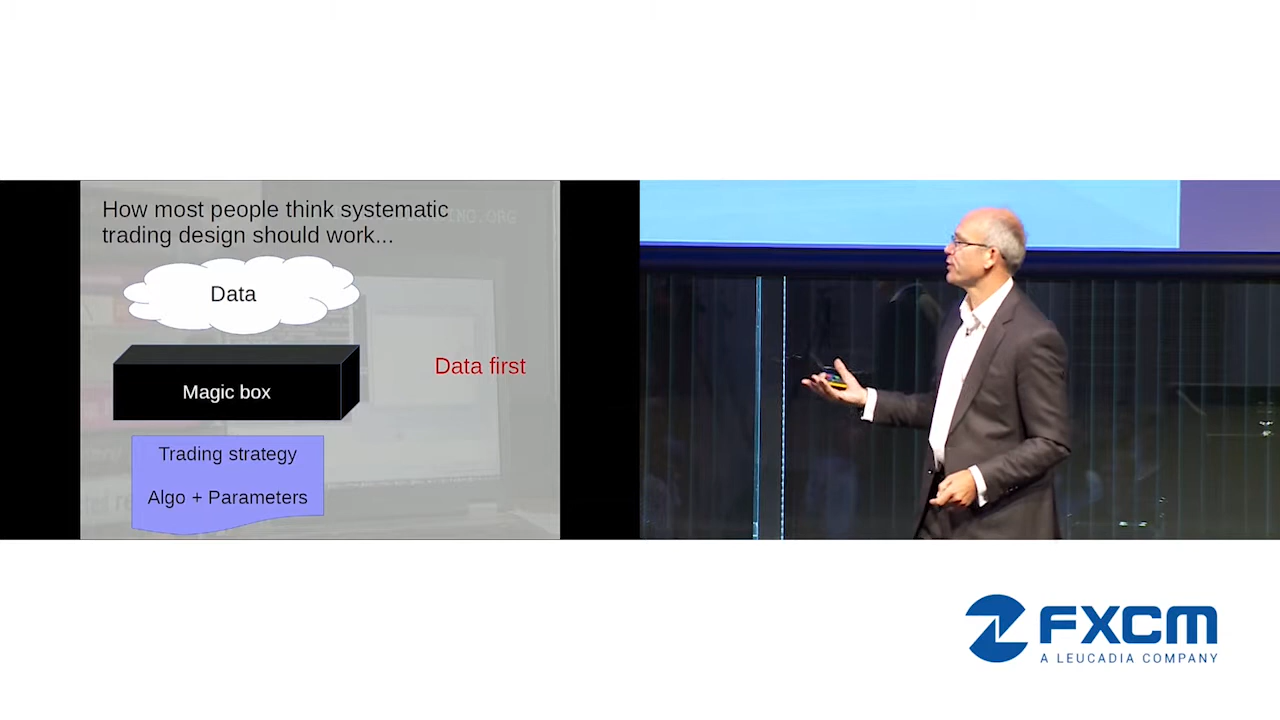 How most people think systematic
trading design should work...
Data
Magic box
Data first
Trading strategy
Algo + Parameters
FXCM
A LEUCADIA COMPANY